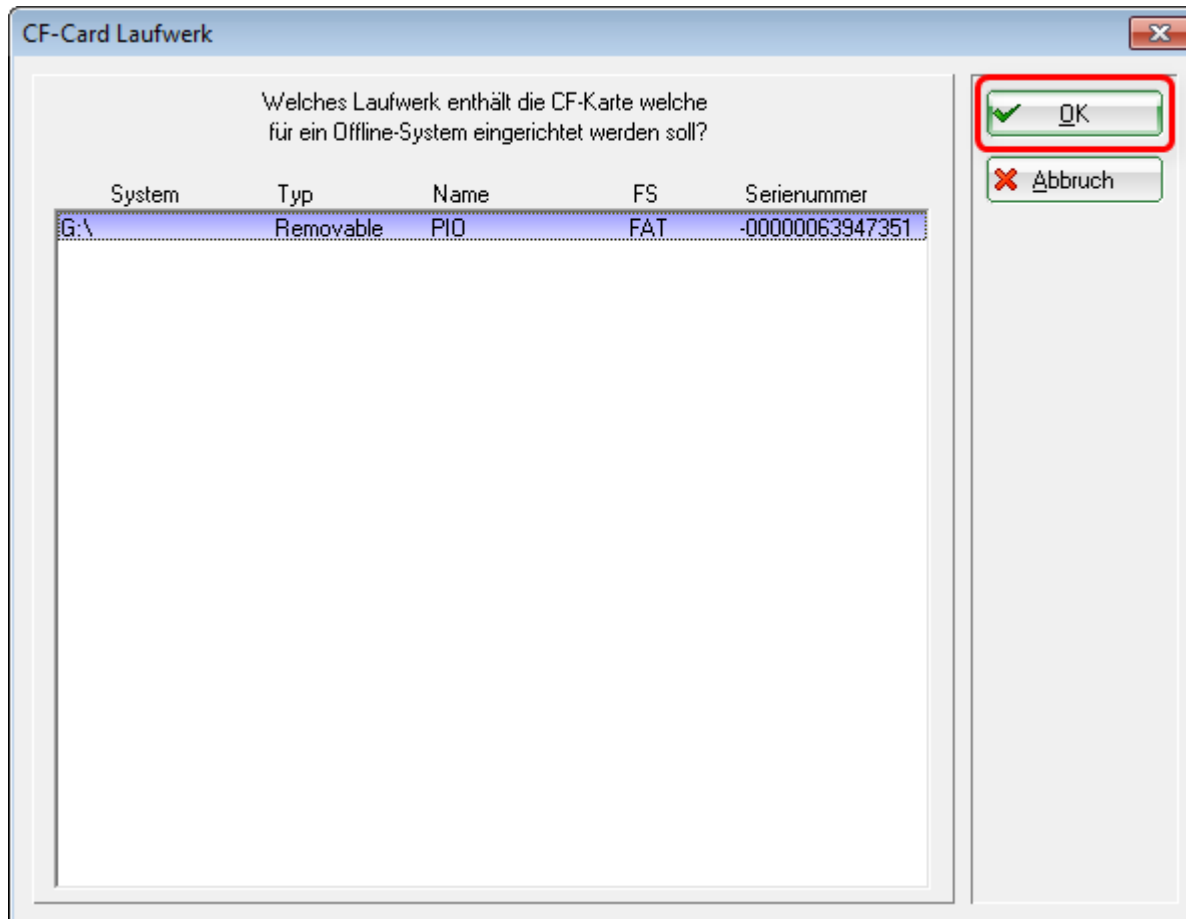 CF-Card Laufwerk
Welches Laufwerk enthält die CF-Karte welche
für ein Offline-System eingerichtet werden soll?
OK
Abbruch
System Typ Name FS Serienummer
G:\ Removable PIO FAT -00000063947351